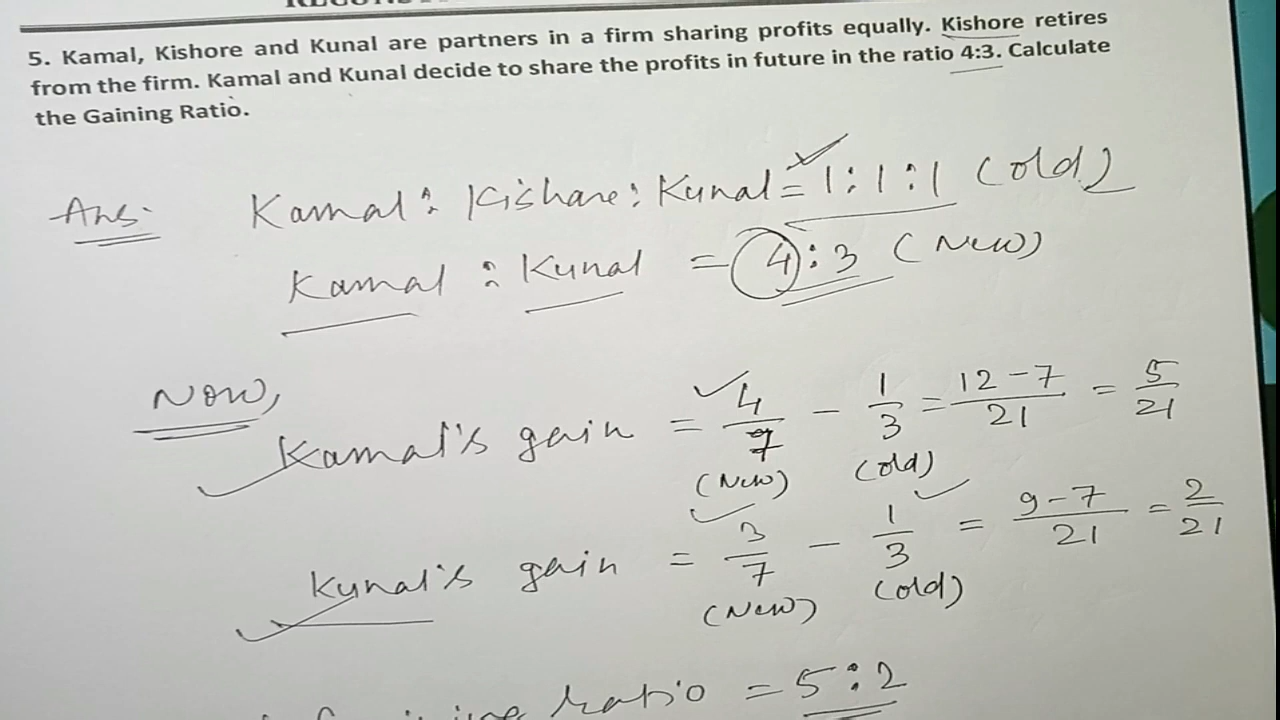 5. Kamal, Kishore and Kunal are partners in a firm sharing profits equally. Kishore retires
from the firm. Kamal and Kunal decide to share the profits in future in the ratio 4:3. Calculate
the Gaining Ratio.
Ans:- Kamal : Kishore : Kunal = 1:1:1 (old)
Kamal : Kunal = 4:3 (New)
Now,
Kamal's gain = 4/7 - 1/3 = 12-7/21 = 5/21
(New) (old)
Kunal's gain = 3/7 - 1/3 = 9-7/21 = 2/21
(New) (old)
ratio = 5:2